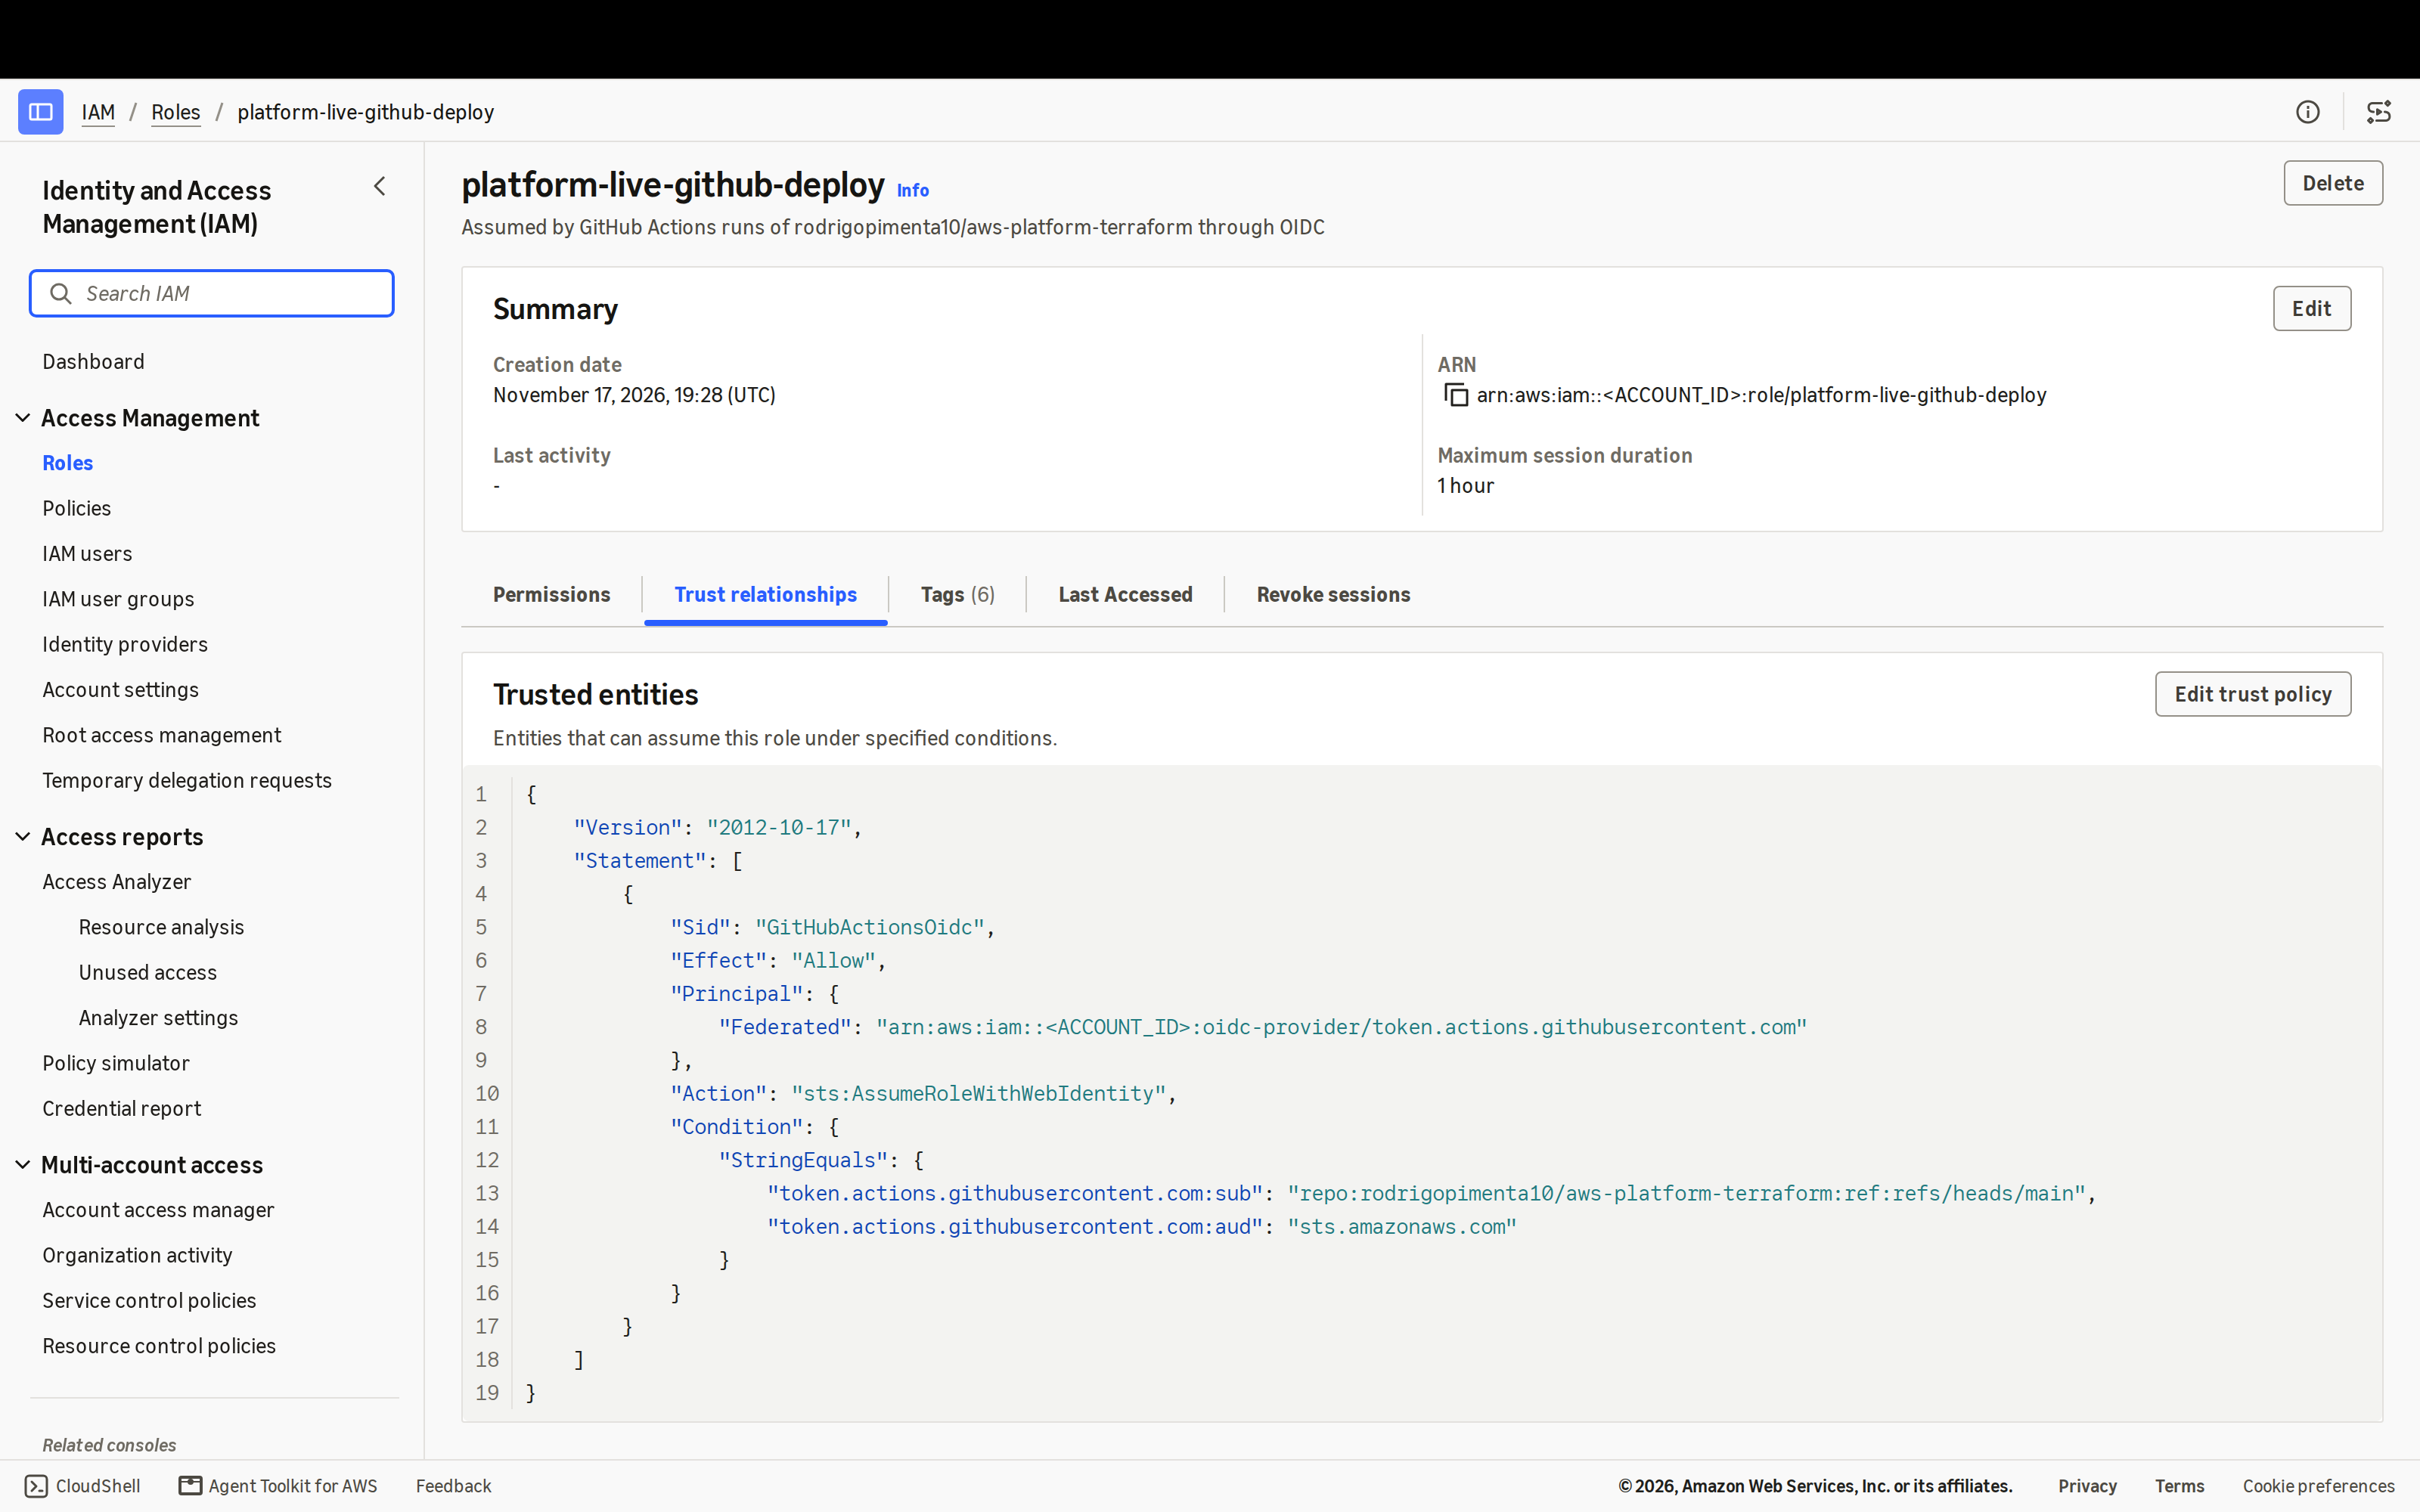 IAM / Roles / platform-live-github-deploy
Identity and Access
Management (IAM)
Search IAM
Dashboard
Access Management
Roles
Policies
IAM users
IAM user groups
Identity providers
Account settings
Root access management
Temporary delegation requests
Access reports
Access Analyzer
Resource analysis
Unused access
Analyzer settings
Policy simulator
Credential report
Multi-account access
Account access manager
Organization activity
Service control policies
Resource control policies
Related consoles
platform-live-github-deploy Info
Delete
Assumed by GitHub Actions runs of rodrigopimenta10/aws-platform-terraform through OIDC
Summary
Edit
Creation date
November 17, 2026, 19:28 (UTC)
ARN
arn:aws:iam::<ACCOUNT_ID>:role/platform-live-github-deploy
Last activity
-
Maximum session duration
1 hour
Permissions Trust relationships Tags (6) Last Accessed Revoke sessions
Trusted entities
Edit trust policy
Entities that can assume this role under specified conditions.
1 {
2 "Version": "2012-10-17",
3 "Statement": [
4 {
5 "Sid": "GitHubActionsOidc",
6 "Effect": "Allow",
7 "Principal": {
8 "Federated": "arn:aws:iam::<ACCOUNT_ID>:oidc-provider/token.actions.githubusercontent.com"
9 },
10 "Action": "sts:AssumeRoleWithWebIdentity",
11 "Condition": {
12 "StringEquals": {
13 "token.actions.githubusercontent.com:sub": "repo:rodrigopimenta10/aws-platform-terraform:ref:refs/heads/main",
14 "token.actions.githubusercontent.com:aud": "sts.amazonaws.com"
15 }
16 }
17 }
18 ]
19 }
CloudShell Agent Toolkit for AWS Feedback
© 2026, Amazon Web Services, Inc. or its affiliates. Privacy Terms Cookie preferences